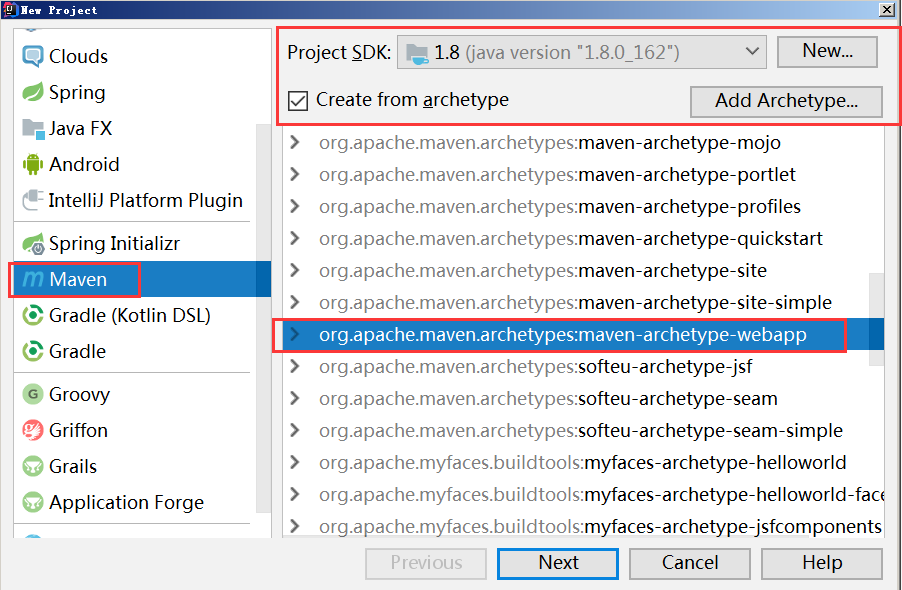 New Project
Clouds
Spring
Java FX
Android
IntelliJ Platform Plugin
Spring Initializr
Maven
Gradle (Kotlin DSL)
Gradle
Groovy
Griffon
Grails
Application Forge
Project SDK: 1.8 (java version "1.8.0_162") New...
Create from archetype Add Archetype...
org.apache.maven.archetypes:maven-archetype-mojo
org.apache.maven.archetypes:maven-archetype-portlet
org.apache.maven.archetypes:maven-archetype-profiles
org.apache.maven.archetypes:maven-archetype-quickstart
org.apache.maven.archetypes:maven-archetype-site
org.apache.maven.archetypes:maven-archetype-site-simple
org.apache.maven.archetypes:maven-archetype-webapp
org.apache.maven.archetypes:softeu-archetype-jsf
org.apache.maven.archetypes:softeu-archetype-seam
org.apache.maven.archetypes:softeu-archetype-seam-simple
org.apache.myfaces.buildtools:myfaces-archetype-helloworld
org.apache.myfaces.buildtools:myfaces-archetype-helloworld-face
org.apache.myfaces.buildtools:myfaces-archetype-jsfcomponents
Previous Next Cancel Help